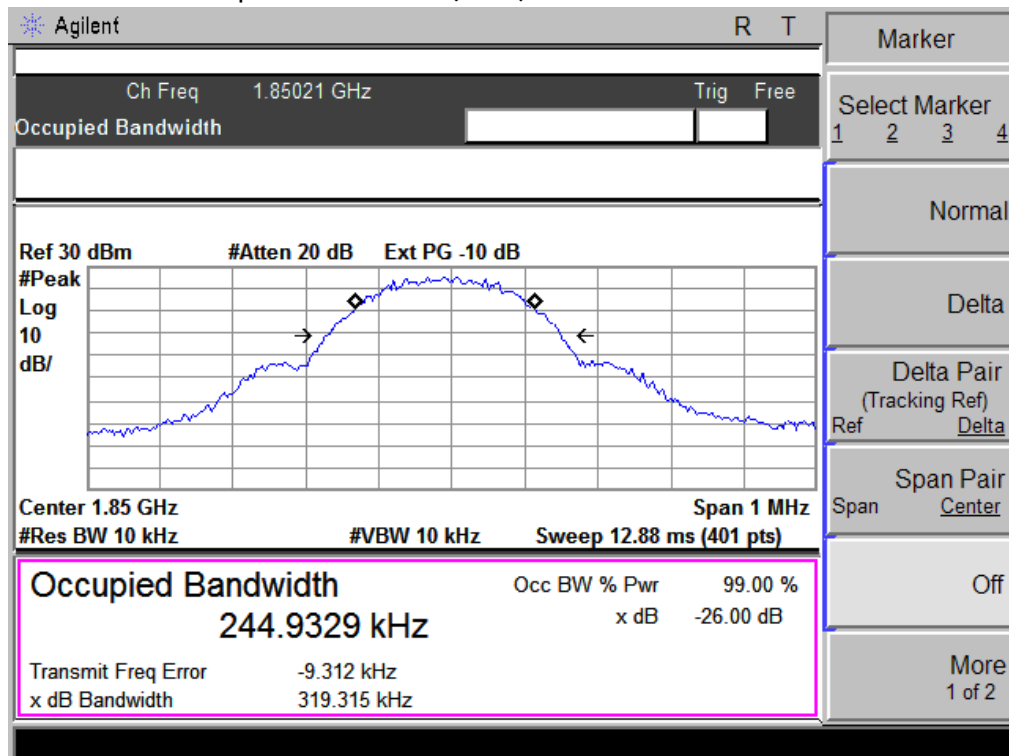 Agilent R T
Marker
Ch Freq 1.85021 GHz Trig Free
Occupied Bandwidth
Select Marker
1 2 3 4
Normal
Ref 30 dBm #Atten 20 dB Ext PG -10 dB
#Peak
Log
10
dB/
Delta
Delta Pair
(Tracking Ref)
Ref Delta
Center 1.85 GHz Span 1 MHz
#Res BW 10 kHz #VBW 10 kHz Sweep 12.88 ms (401 pts)
Span Pair
Span Center
Occupied Bandwidth
244.9329 kHz
Occ BW % Pwr 99.00 %
x dB -26.00 dB
Transmit Freq Error -9.312 kHz
x dB Bandwidth 319.315 kHz
Off
More
1 of 2